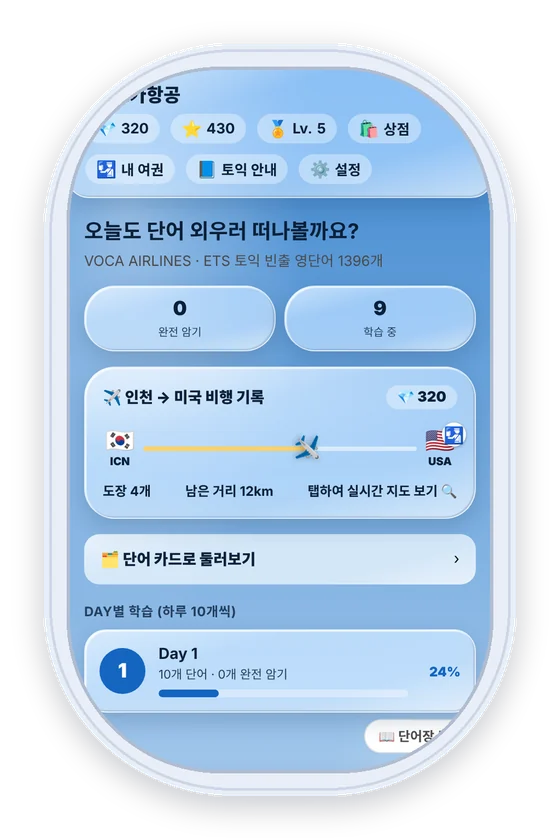 항공
320 430 Lv. 5 상점
내 여권 토익 안내 설정
오늘도 단어 외우러 떠나볼까요?
VOCA AIRLINES · ETS 토익 빈출 영단어 1396개
0 9
완전 암기 학습 중
인천 → 미국 비행 기록 320
ICN USA
도장 4개 남은 거리 12km 탭하여 실시간 지도 보기
단어 카드로 둘러보기 ›
DAY별 학습 (하루 10개씩)
1 Day 1
10개 단어 · 0개 완전 암기 24%
단어장